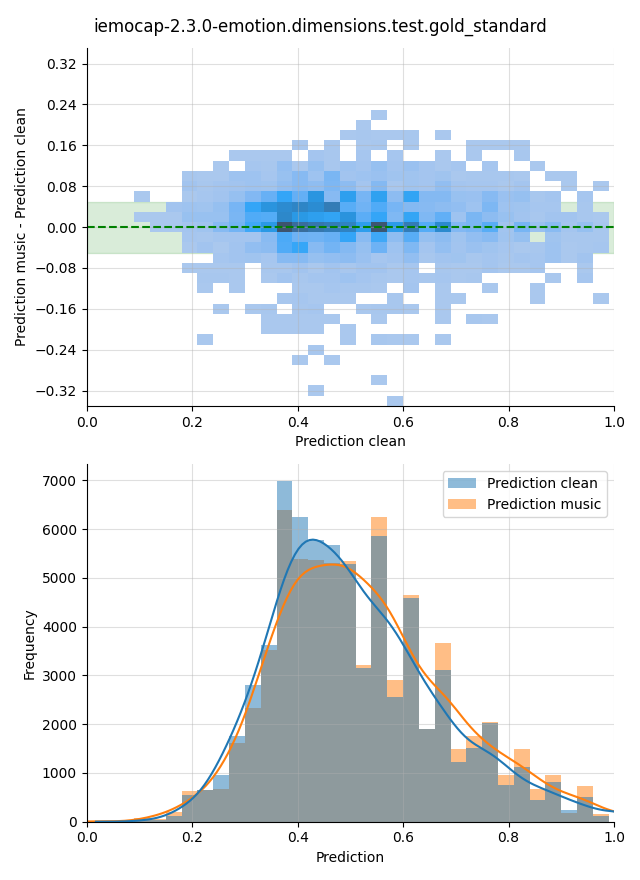 iemocap-2.3.0-emotion.dimensions.test.gold_standard
0.32
0.24
0.16
0.08
0.00
−0.08
−0.16
−0.24
−0.32
Prediction music - Prediction clean
0.0 0.2 0.4 0.6 0.8 1.0
Prediction clean
Prediction clean
Prediction music
7000
6000
5000
4000
3000
2000
1000
0
Frequency
0.0 0.2 0.4 0.6 0.8 1.0
Prediction